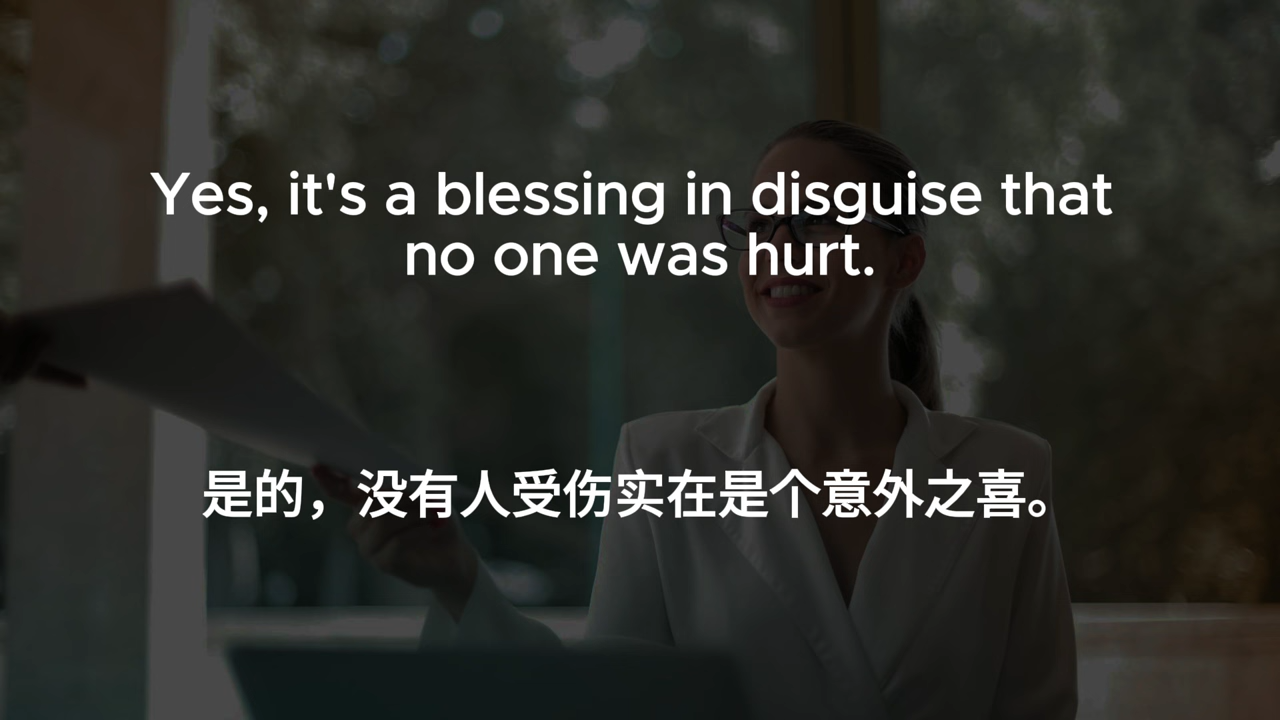 Yes, it's a blessing in disguise that
no one was hurt.
是的，没有人受伤实在是个意外之喜。